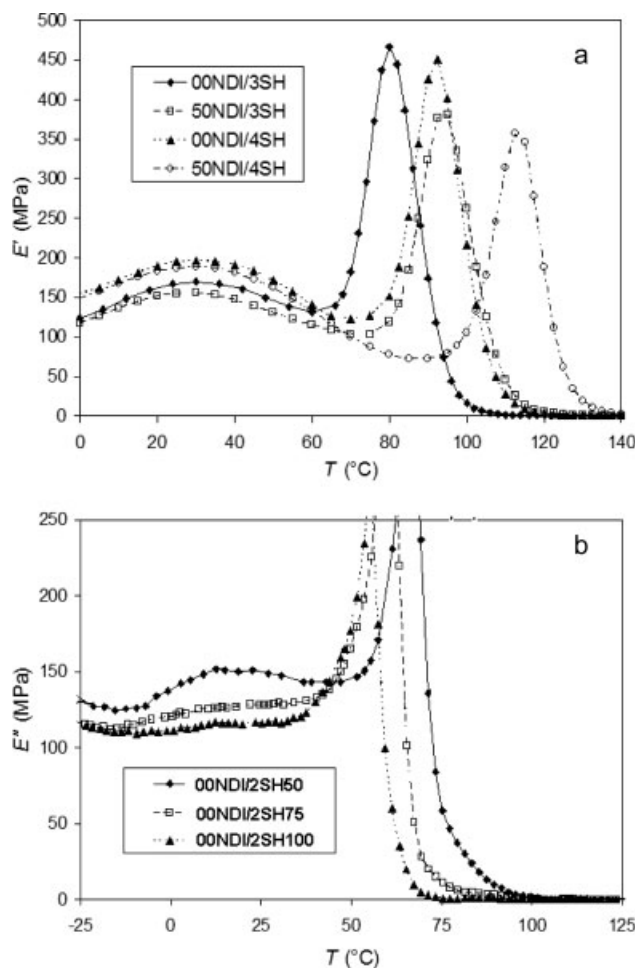 500
450
400
350
300
250
200
150
100
50
0
E' (MPa)
a
00NDI/3SH
50NDI/3SH
00NDI/4SH
50NDI/4SH
0 20 40 60 80 100 120 140
T (°C)
250
200
150
100
50
0
E" (MPa)
b
00NDI/2SH50
00NDI/2SH75
00NDI/2SH100
-25 0 25 50 75 100 125
T (°C)